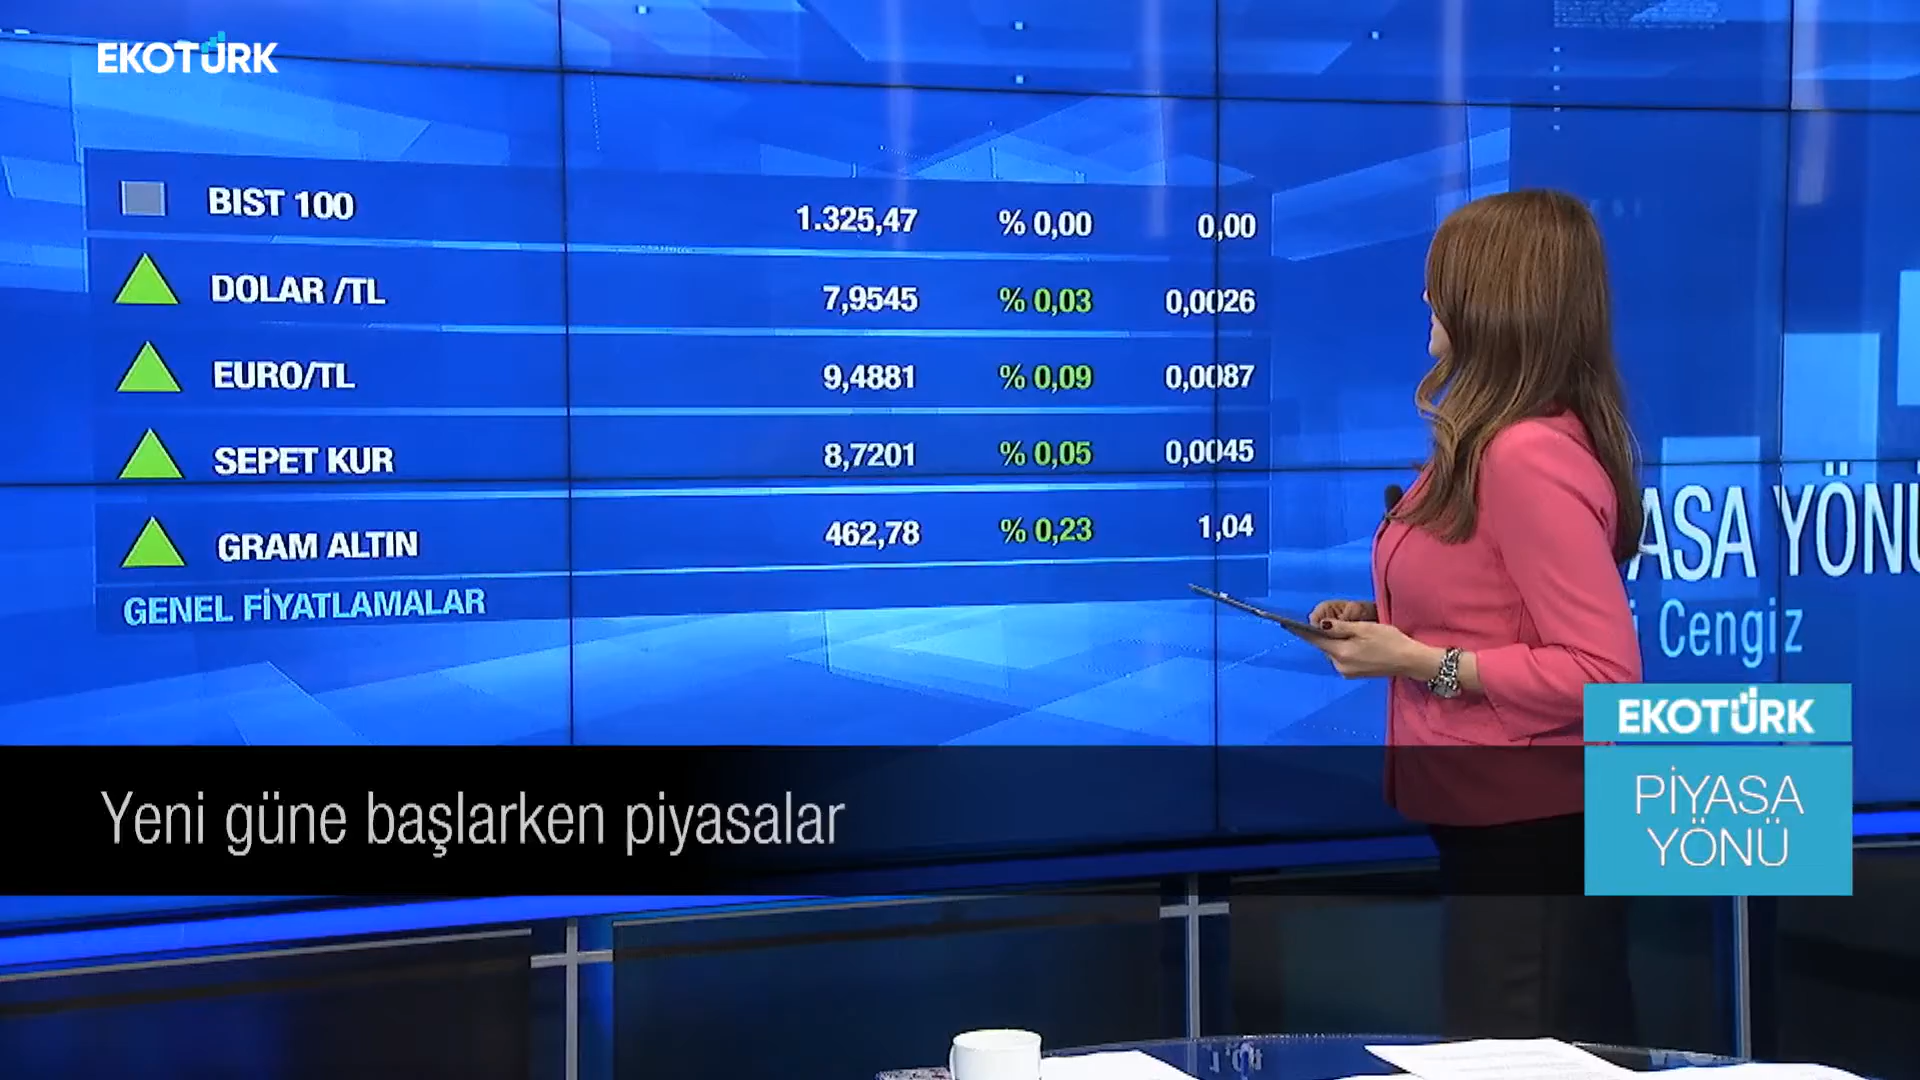 EKOTÜRK
BIST 100 1.325,47 % 0,00 0,00
DOLAR /TL 7,9545 % 0,03 0,0026
EURO/TL 9,4881 % 0,09 0,0087
SEPET KUR 8,7201 % 0,05 0,0045
GRAM ALTIN 462,78 % 0,23 1,04
GENEL FİYATLAMALAR
ASA YÖNÜ
i Cengiz
EKOTÜRK
PİYASA
YÖNÜ
Yeni güne başlarken piyasalar